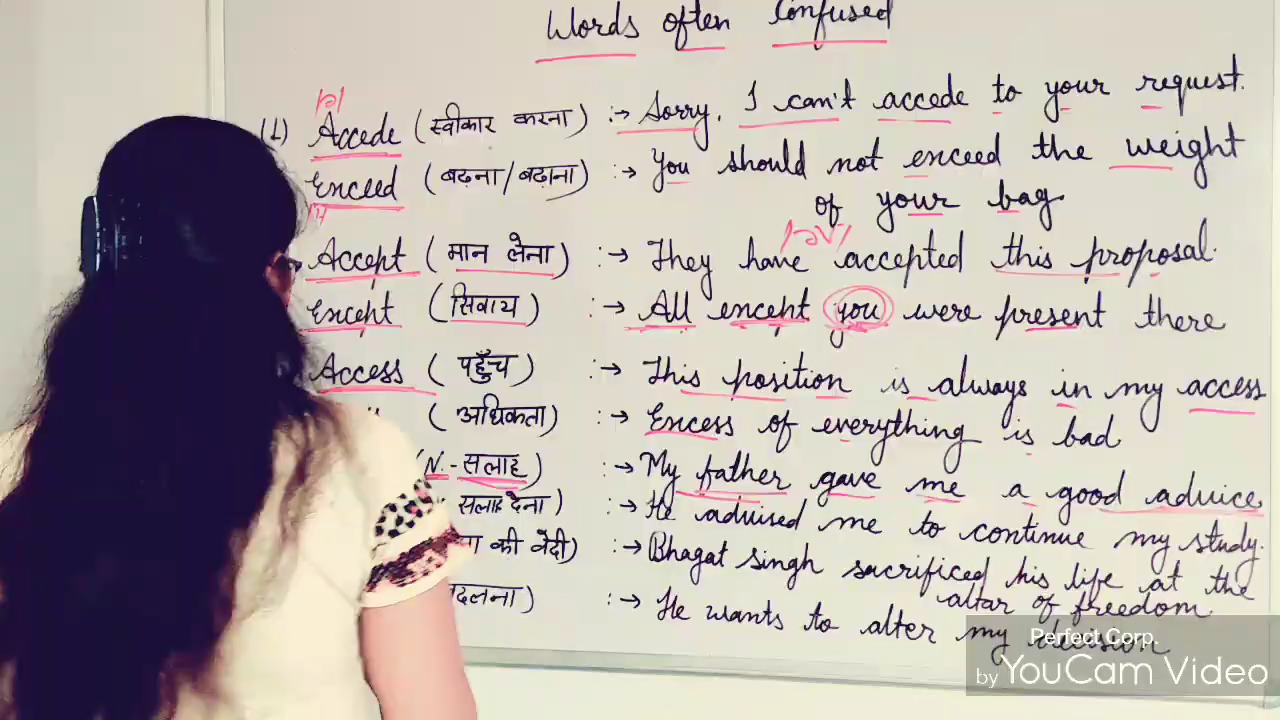 Words often Confused
(1) Accede (स्वीकार करना) :→ Sorry, I can't accede to your request.
Exceed (बढ़ना/बढ़ाना) :→ You should not exceed the weight
of your bag
Accept (मान लेना) :→ They have accepted this proposal.
Except (सिवाय) :→ All except you were present there
Access (पहुँच) :→ This position is always in my access
(अधिकता) :→ Excess of everything is bad
(N.-सलाह) :→ My father gave me a good advice
सलाह देना) :→ He advised me to continue my study.
की वेदी) :→ Bhagat singh sacrificed his life at the
altar of freedom.
:→ He wants to alter my decision
Perfect Corp.
by YouCam Video